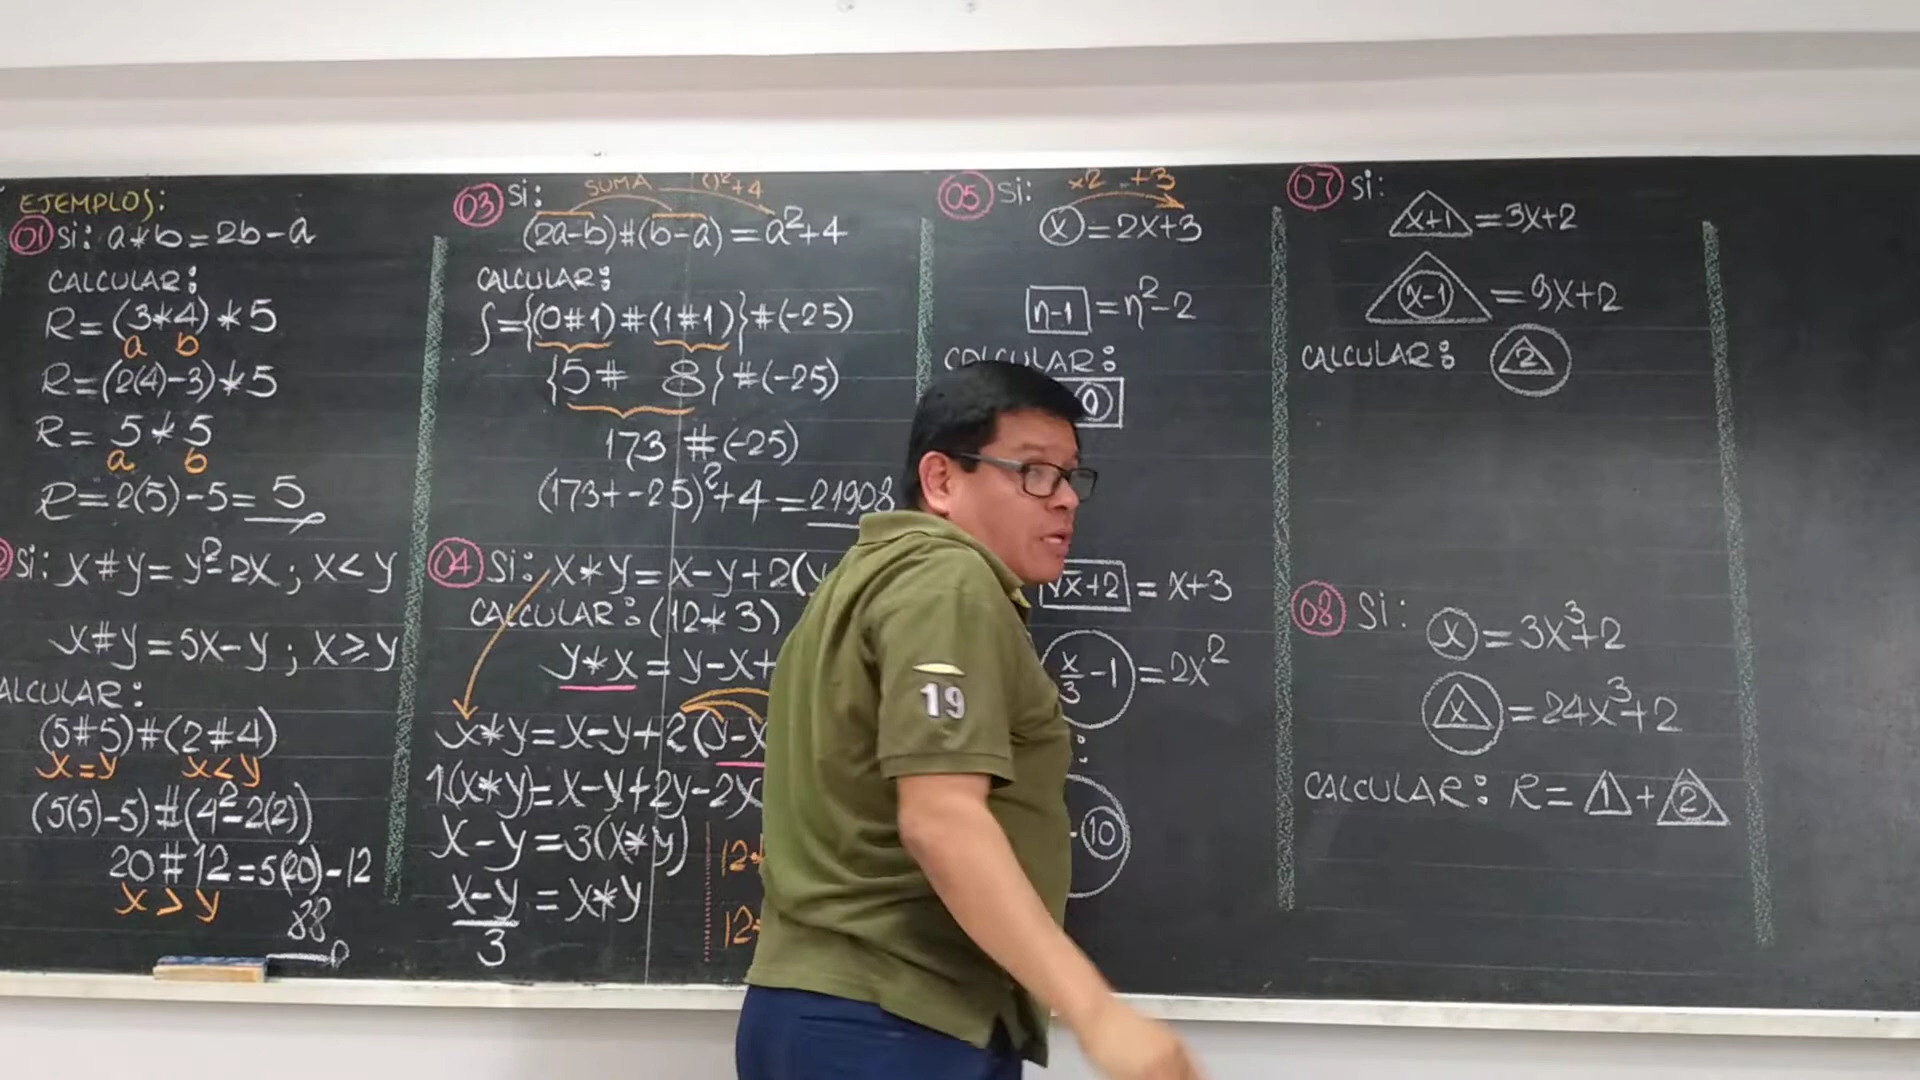 EJEMPLOS:
01 Si: a*b=2b-a
CALCULAR:
R=(3*4)*5
a b
R=(2(4)-3)*5
R= 5*5
a b
R=2(5)-5=5
Si: x#y=y²-2x; x<y
x#y=5x-y; x≥y
ALCULAR:
(5#5)#(2#4)
x=y x<y
(5(5)-5)#(4²-2(2))
20#12=5(20)-12
x>y
88
03 Si:
SUMA ()²+4
(2a-b)#(b-a)=a²+4
CALCULAR:
S={(0#1)#(1#1)}#(-25)
{5# 8}#(-25)
173 #(-25)
(173+-25)²+4=21908
04 Si: x*y=x-y+2(y
CALCULAR: (12*3)
y*x=y-x+
x*y=x-y+2(y-x
1(x*y)=x-y+2y-2x
x-y=3(x*y)
x-y/3=x*y
12
12
05 Si:
x2 +3
x=2x+3
n-1=n²-2
CALCULAR:
0
√x+2=x+3
x/3-1=2x²
:
10
07 Si:
x+1=3x+2
x-1=9x+2
CALCULAR: 2
08 Si:
x=3x³+2
x=24x³+2
CALCULAR: R=1+2
19